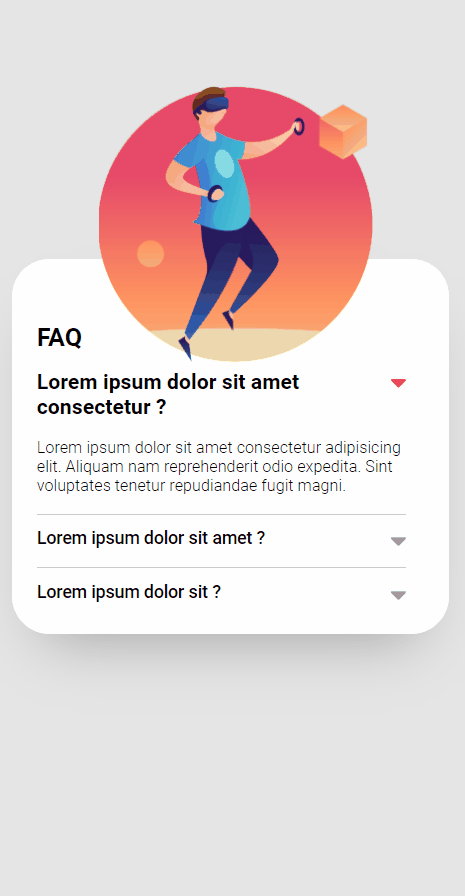 FAQ
Lorem ipsum dolor sit amet
consectetur ?
Lorem ipsum dolor sit amet consectetur adipisicing
elit. Aliquam nam reprehenderit odio expedita. Sint
voluptates tenetur repudiandae fugit magni.
Lorem ipsum dolor sit amet ?
Lorem ipsum dolor sit ?